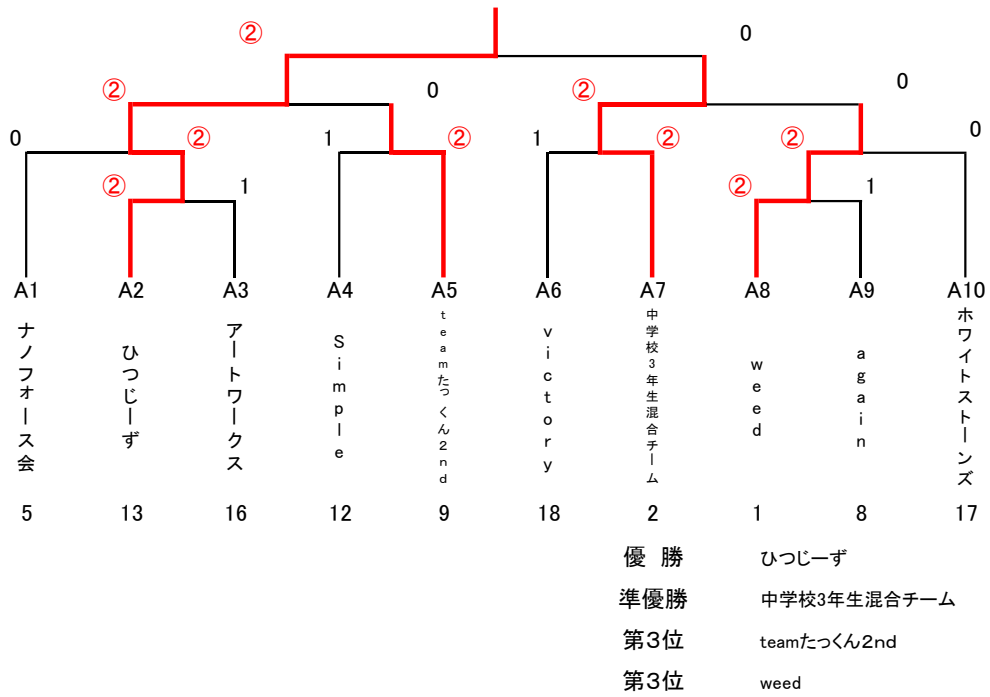 ② 0
② 0 ② 0
0 ② 1 ② 1 ② ② 0
② 1 ② 1
A1 A2 A3 A4 A5 A6 A7 A8 A9 A10
ナノフォース会
ひつじーず
アートワークス
Simple
teamたっくん2nd
victory
中学校3年生混合チーム
weed
again
ホワイトストーンズ
5 13 16 12 9 18 2 1 8 17
優 勝 ひつじーず
準優勝 中学校3年生混合チーム
第3位 teamたっくん2nd
第3位 weed